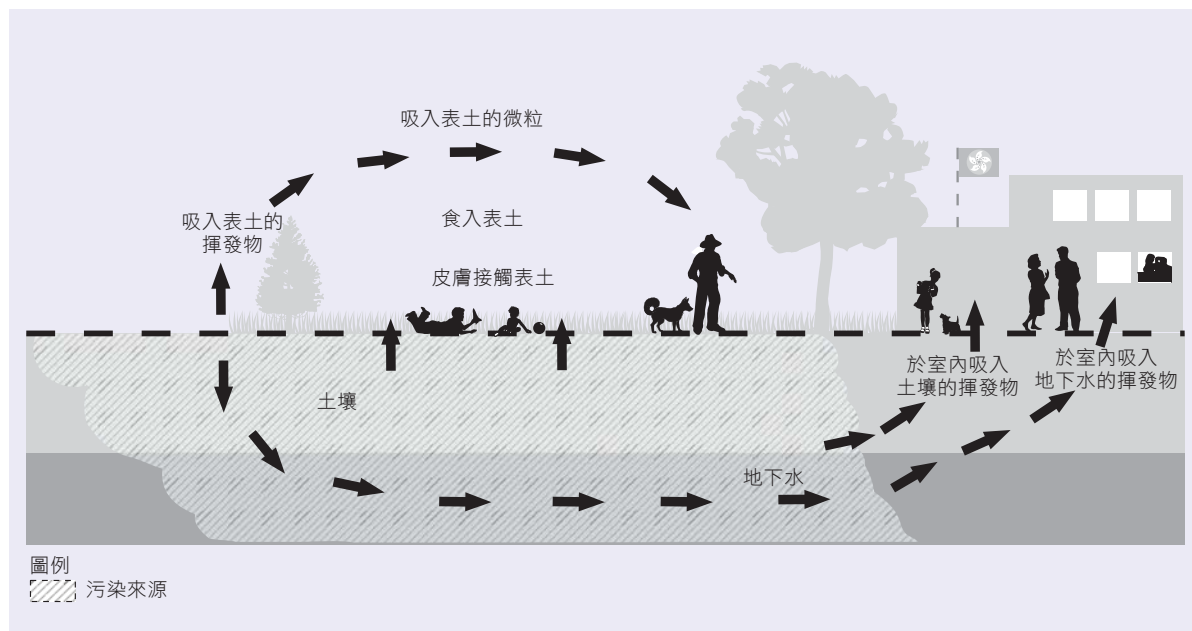 吸入表土的微粒
吸入表土的
揮發物
食入表土
皮膚接觸表土
於室內吸入
土壤的揮發物
於室內吸入
地下水的揮發物
土壤
地下水
圖例
污染來源